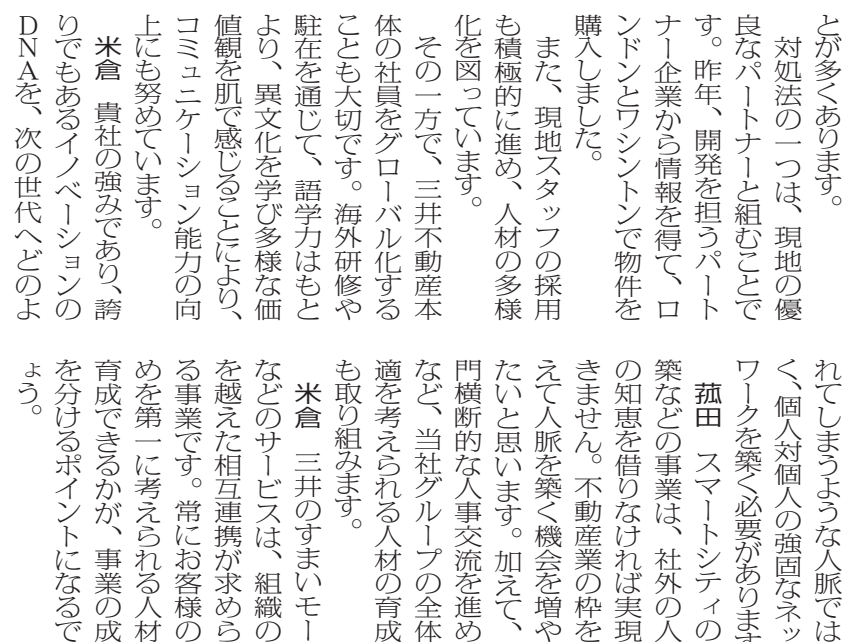 とが多くあります。
　対処法の一つは、現地の優
良なパートナーと組むことで
す。昨年、開発を担うパート
ナー企業から情報を得て、ロ
ンドンとワシントンで物件を
購入しました。
　また、現地スタッフの採用
も積極的に進め、人材の多様
化を図っています。
　その一方で、三井不動産本
体の社員をグローバル化する
ことも大切です。海外研修や
駐在を通じて、語学力はもと
より、異文化を学び多様な価
値観を肌で感じることにより、
コミュニケーション能力の向
上にも努めています。
　米倉　貴社の強みであり、誇
りでもあるイノベーションの
DNAを、次の世代へどのよ
れてしまうような人脈では
く、個人対個人の強固なネッ
ワークを築く必要があります
　菰田　スマートシティの
築などの事業は、社外の人
の知恵を借りなければ実現
きません。不動産業の枠を
えて人脈を築く機会を増や
たいと思います。加えて、
門横断的な人事交流を進め
など、当社グループの全体
適を考えられる人材の育成
も取り組みます。
　米倉　三井のすまいモー
などのサービスは、組織の
を越えた相互連携が求めら
る事業です。常にお客様の
めを第一に考えられる人材
育成できるかが、事業の成
を分けるポイントになるで
ょう。